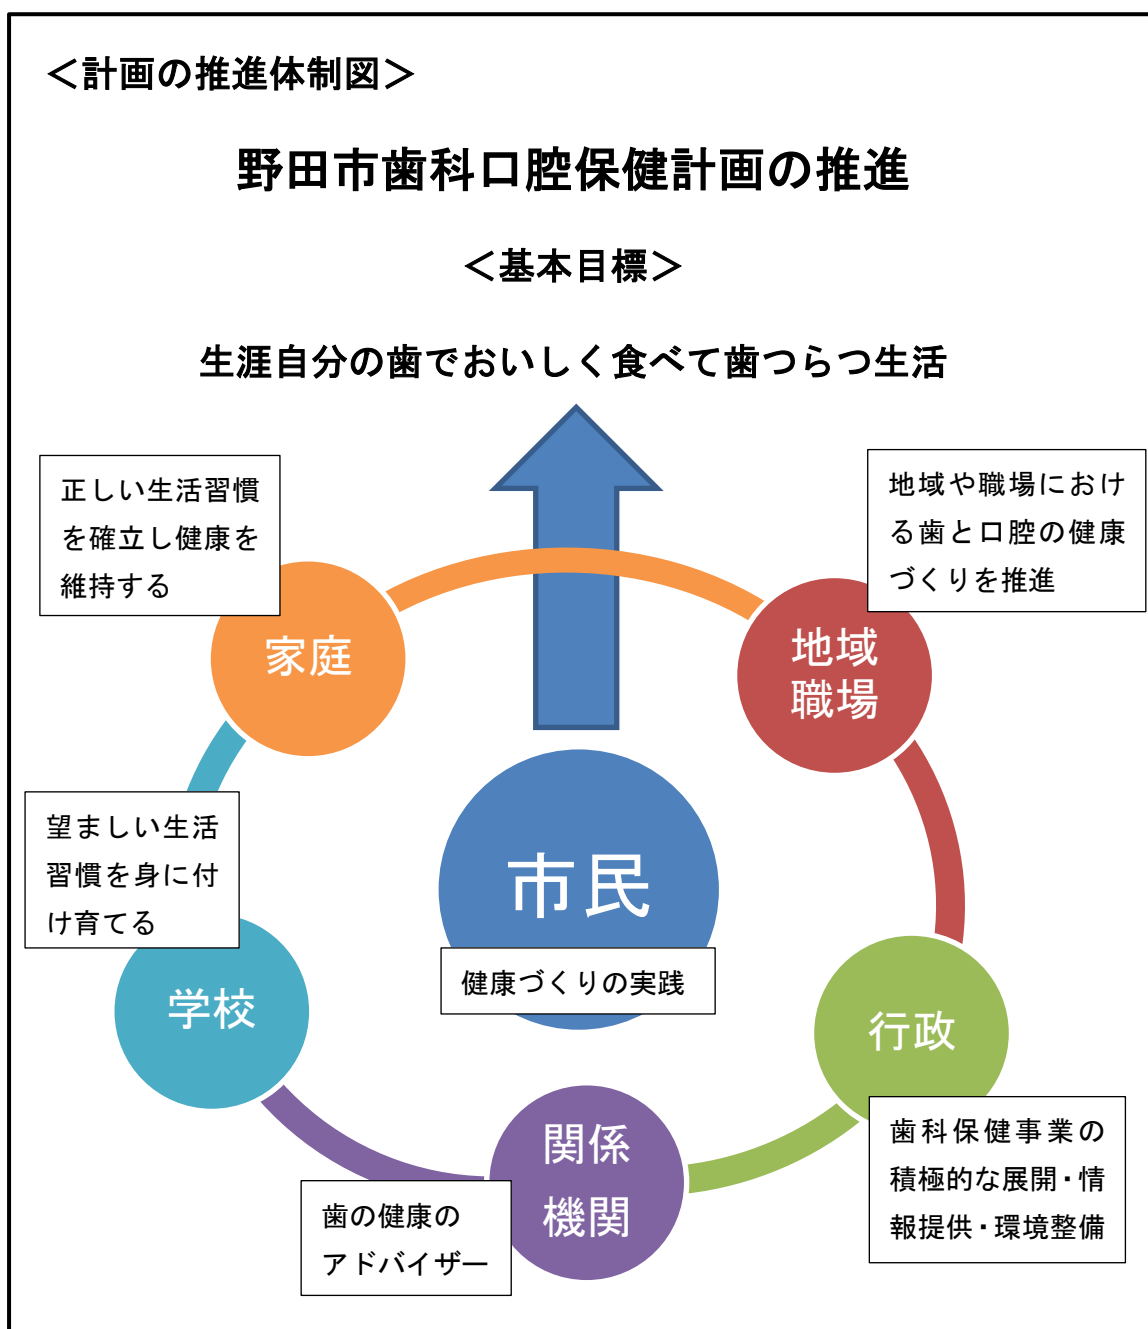 ＜計画の推進体制図＞
野田市歯科口腔保健計画の推進
＜基本目標＞
生涯自分の歯でおいしく食べて歯つらつ生活
正しい生活習慣
を確立し健康を
維持する
家庭
地域や職場におけ
る歯と口腔の健康
づくりを推進
地域
職場
望ましい生活
習慣を身に付
け育てる
学校
市民
健康づくりの実践
行政
歯科保健事業の
積極的な展開・情
報提供・環境整備
関係
機関
歯の健康の
アドバイザー